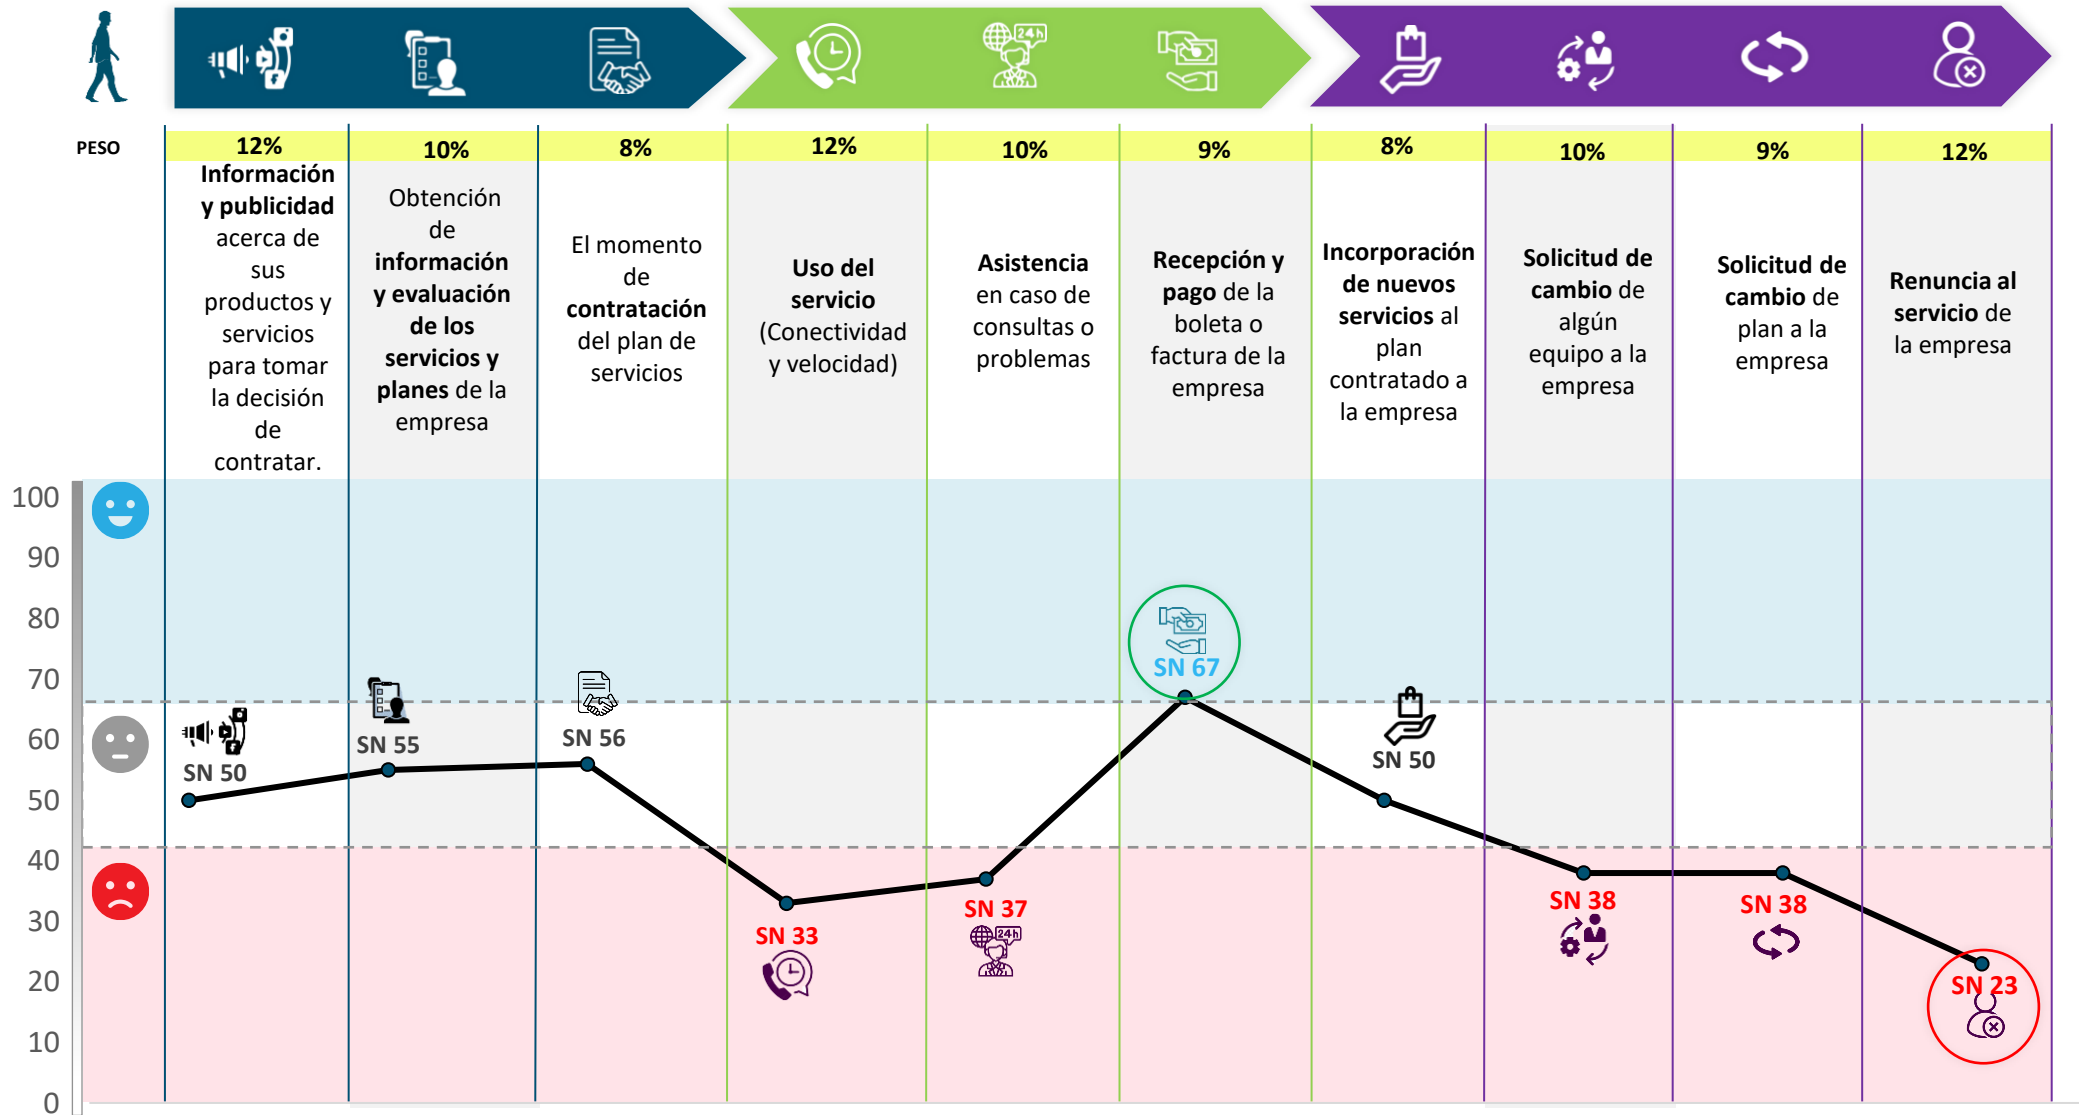 24h
PESO
12%
10%
8%
12%
10%
9%
8%
10%
9%
12%
Información
y publicidad
acerca de
sus
productos y
servicios
para tomar
la decisión
de
contratar.
Obtención
de
información
y evaluación
de los
servicios y
planes de la
empresa
El momento
de
contratación
del plan de
servicios
Uso del
servicio
(Conectividad
y velocidad)
Asistencia
en caso de
consultas o
problemas
Recepción y
pago de la
boleta o
factura de la
empresa
Incorporación
de nuevos
servicios al
plan
contratado a
la empresa
Solicitud de
cambio de
algún
equipo a la
empresa
Solicitud de
cambio de
plan a la
empresa
Renuncia al
servicio de
la empresa
100
90
80
70
60
50
40
30
20
10
0
SN 50
SN 55
SN 56
SN 33
SN 37
24h
SN 67
SN 50
SN 38
SN 38
SN 23